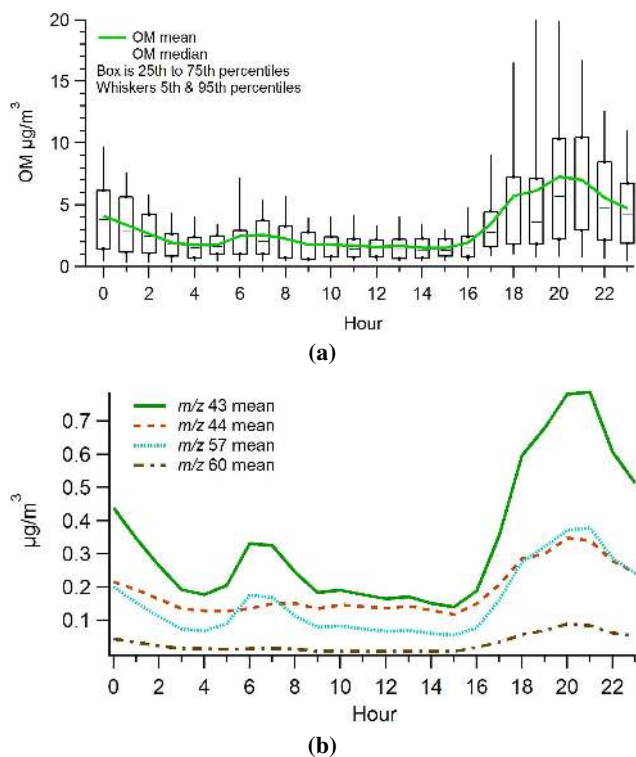 20
15
10
5
0
OM µg/m³
OM mean
OM median
Box is 25th to 75th percentiles
Whiskers 5th & 95th percentiles
0 2 4 6 8 10 12 14 16 18 20 22
Hour
(a)
0.7
0.6
0.5
0.4
0.3
0.2
0.1
µg/m³
m/z 43 mean
m/z 44 mean
m/z 57 mean
m/z 60 mean
0 2 4 6 8 10 12 14 16 18 20 22
Hour
(b)